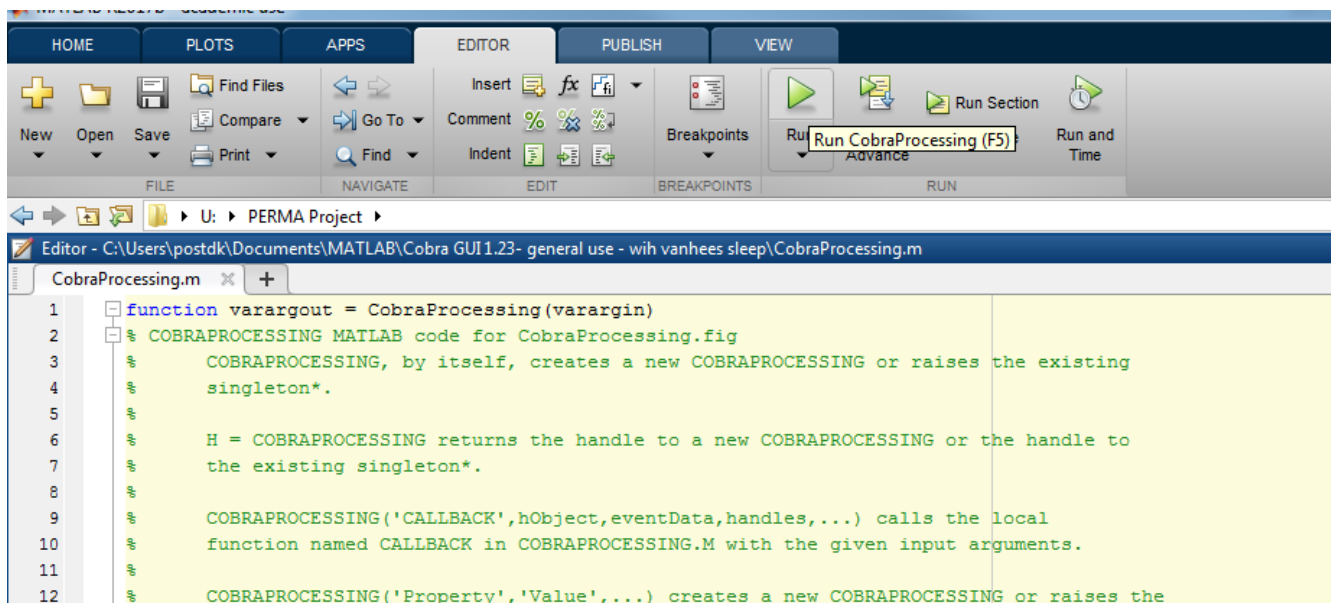 MATLAB R2017b - academic use
HOME PLOTS APPS EDITOR PUBLISH VIEW
New Open Save
Find Files
Compare
Print
FILE
Go To
Find
NAVIGATE
Insert fx
Comment
Indent
EDIT
Breakpoints
BREAKPOINTS
Run
Run CobraProcessing (F5)
Advance
Run Section
Run and
Time
RUN
U: PERMA Project
Editor - C:\Users\postdk\Documents\MATLAB\Cobra GUI1.23- general use - wih vanhees sleep\CobraProcessing.m
CobraProcessing.m
1 function varargout = CobraProcessing(varargin)
2 % COBRAPROCESSING MATLAB code for CobraProcessing.fig
3 % COBRAPROCESSING, by itself, creates a new COBRAPROCESSING or raises the existing
4 % singleton*.
5 %
6 % H = COBRAPROCESSING returns the handle to a new COBRAPROCESSING or the handle to
7 % the existing singleton*.
8 %
9 % COBRAPROCESSING('CALLBACK',hObject,eventData,handles,...) calls the local
10 % function named CALLBACK in COBRAPROCESSING.M with the given input arguments.
11 %
12 % COBRAPROCESSING('Property','Value',...) creates a new COBRAPROCESSING or raises the